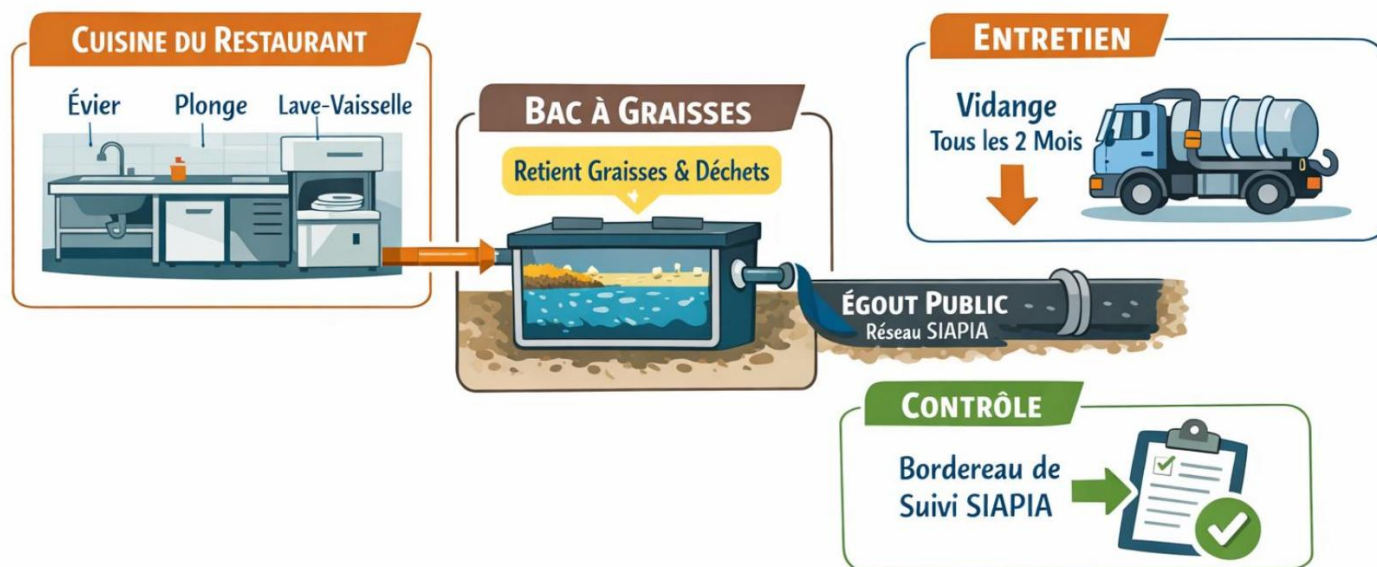 CUISINE DU RESTAURANT
Évier
Plonge
Lave-Vaisselle
BAC À GRAISSES
Retient Graisses & Déchets
ENTRETIEN
Vidange
Tous les 2 Mois
ÉGOUT PUBLIC
Réseau SIAPIA
CONTRÔLE
Bordereau de
Suivi SIAPIA